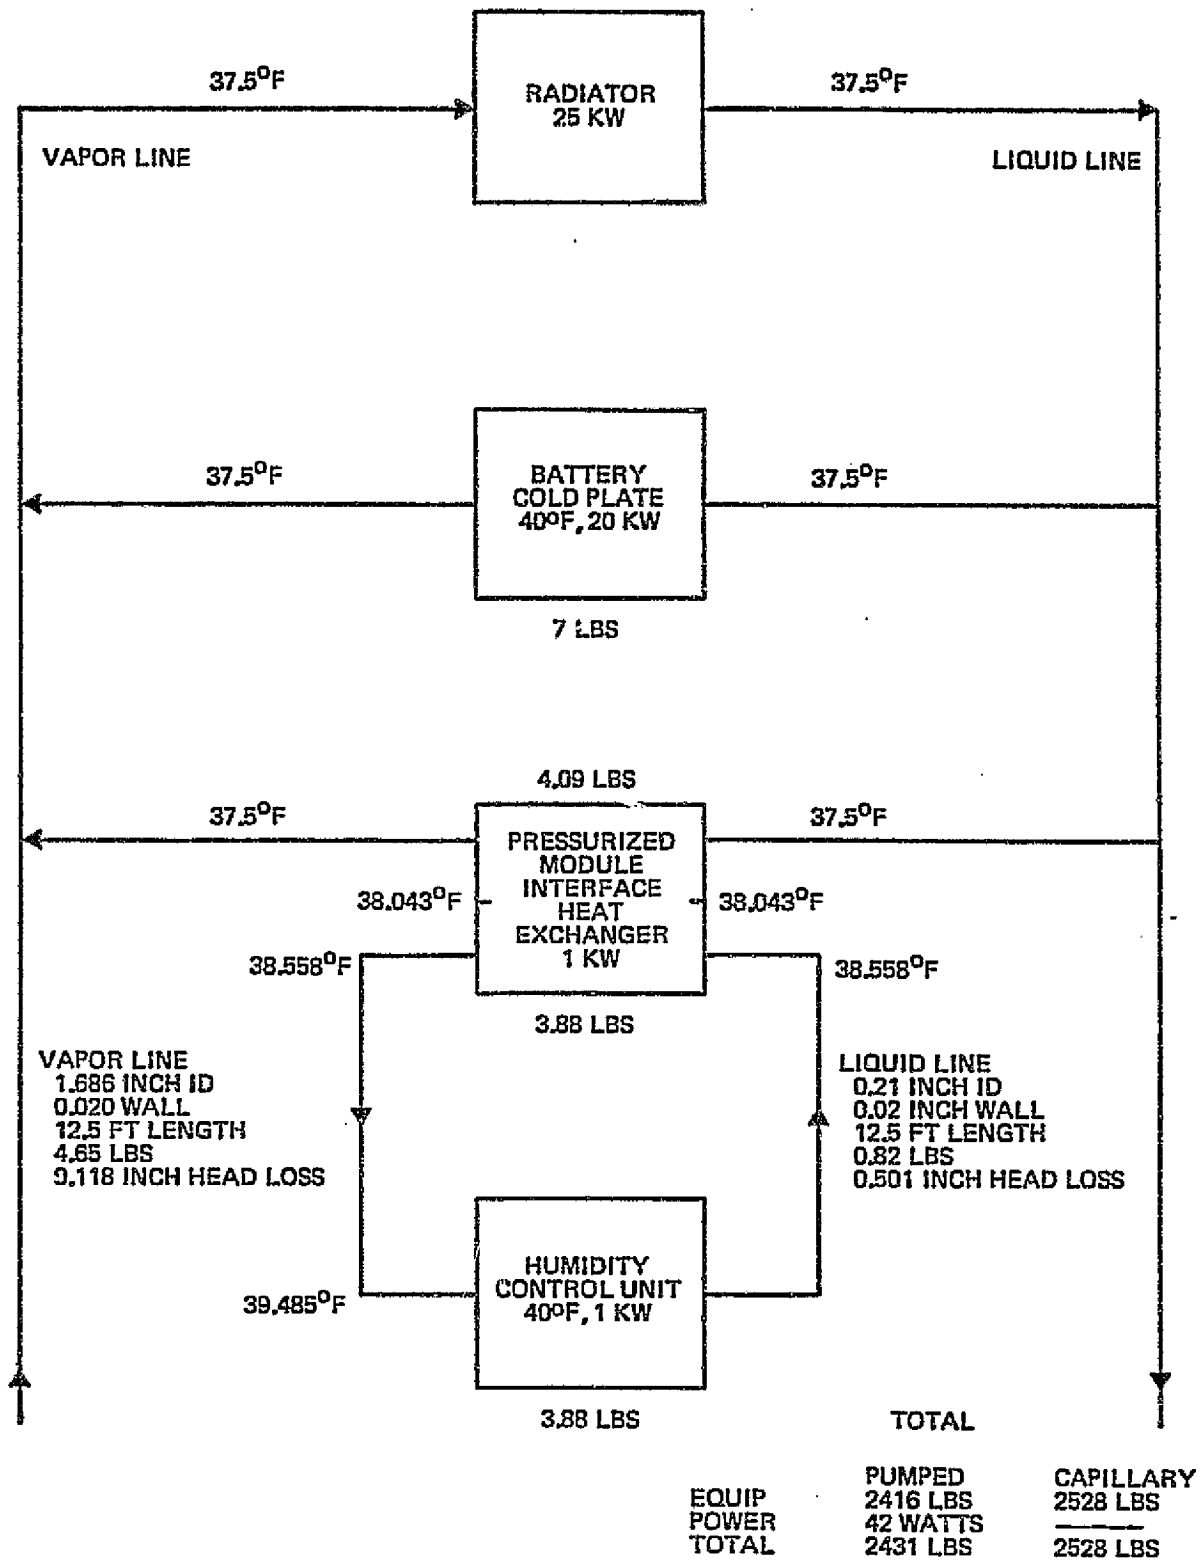 37.5°F
RADIATOR
25 KW
37.5°F
VAPOR LINE
LIQUID LINE
37.5°F
BATTERY
COLD PLATE
40°F, 20 KW
37.5°F
7 LBS
4.09 LBS
37.5°F
PRESSURIZED
MODULE
INTERFACE
HEAT
EXCHANGER
1 KW
37.5°F
38.043°F
38.043°F
38.558°F
38.558°F
3.88 LBS
VAPOR LINE
1.686 INCH ID
0.020 WALL
12.5 FT LENGTH
4.65 LBS
0.118 INCH HEAD LOSS
LIQUID LINE
0.21 INCH ID
0.02 INCH WALL
12.5 FT LENGTH
0.82 LBS
0.501 INCH HEAD LOSS
HUMIDITY
CONTROL UNIT
40°F, 1 KW
39.485°F
3.88 LBS
TOTAL
PUMPED CAPILLARY
EQUIP 2416 LBS 2528 LBS
POWER 42 WATTS ————
TOTAL 2431 LBS 2528 LBS